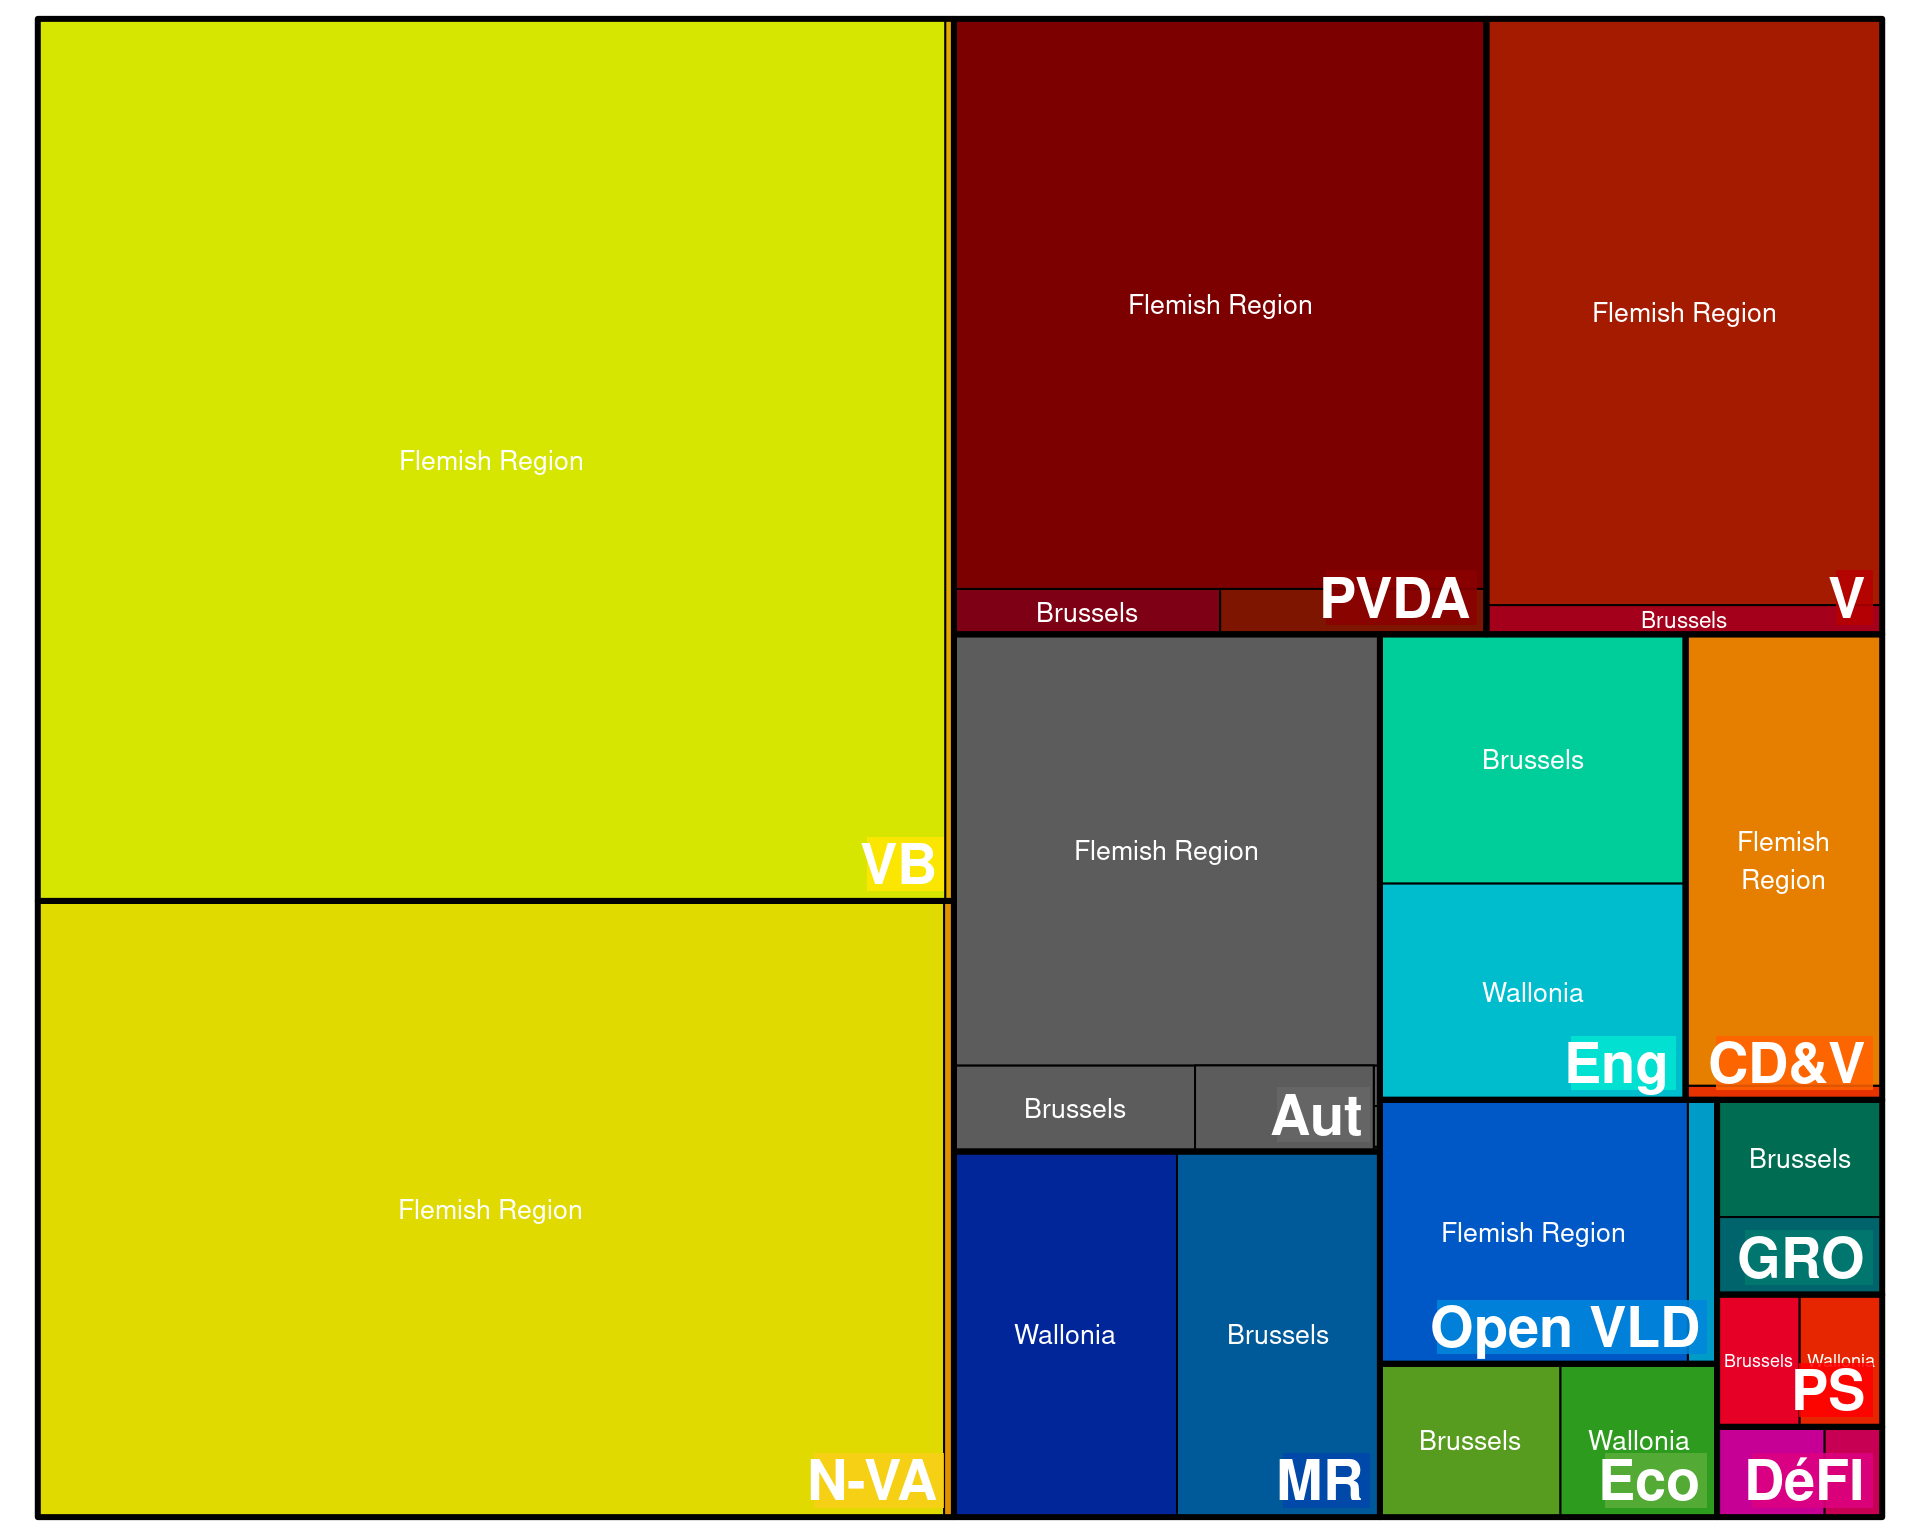 Flemish Region
VB
Flemish Region
N-VA
Flemish Region
Brussels
PVDA
Flemish Region
Brussels
V
Flemish Region
Brussels
Aut
Wallonia
Brussels
MR
Brussels
Wallonia
Eng
Flemish
Region
CD&V
Flemish Region
Open VLD
Brussels
Wallonia
Eco
Brussels
GRO
Brussels
Wallonia
PS
DéFI